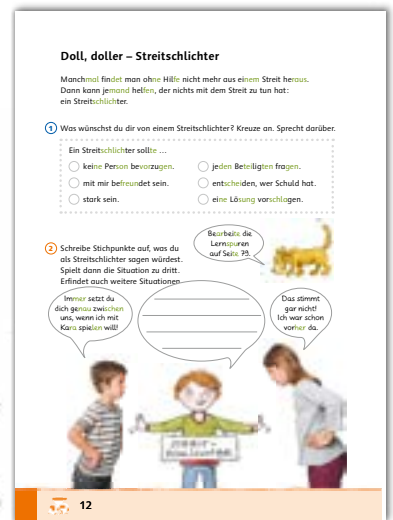 Doll, doller – Streitschlichter
Manchmal findet man ohne Hilfe nicht mehr aus einem Streit heraus.
Dann kann jemand helfen, der nichts mit dem Streit zu tun hat:
ein Streitschlichter.
1 Was wünschst du dir von einem Streitschlichter? Kreuze an. Sprecht darüber.
Ein Streitschlichter sollte ...
keine Person bevorzugen.
jeden Beteiligten fragen.
mit mir befreundet sein.
entscheiden, wer Schuld hat.
stark sein.
eine Lösung vorschlagen.
Bearbeite die
Lernspuren
auf Seite ?9.
2 Schreibe Stichpunkte auf, was du
als Streitschlichter sagen würdest.
Spielt dann die Situation zu dritt.
Erfindet auch weitere Situationen.
Immer setzt du
dich genau zwischen
uns, wenn ich mit
Kara spielen will!
Das stimmt
gar nicht!
Ich war schon
vorher da.
STREIT-
SCHLICHTER
12